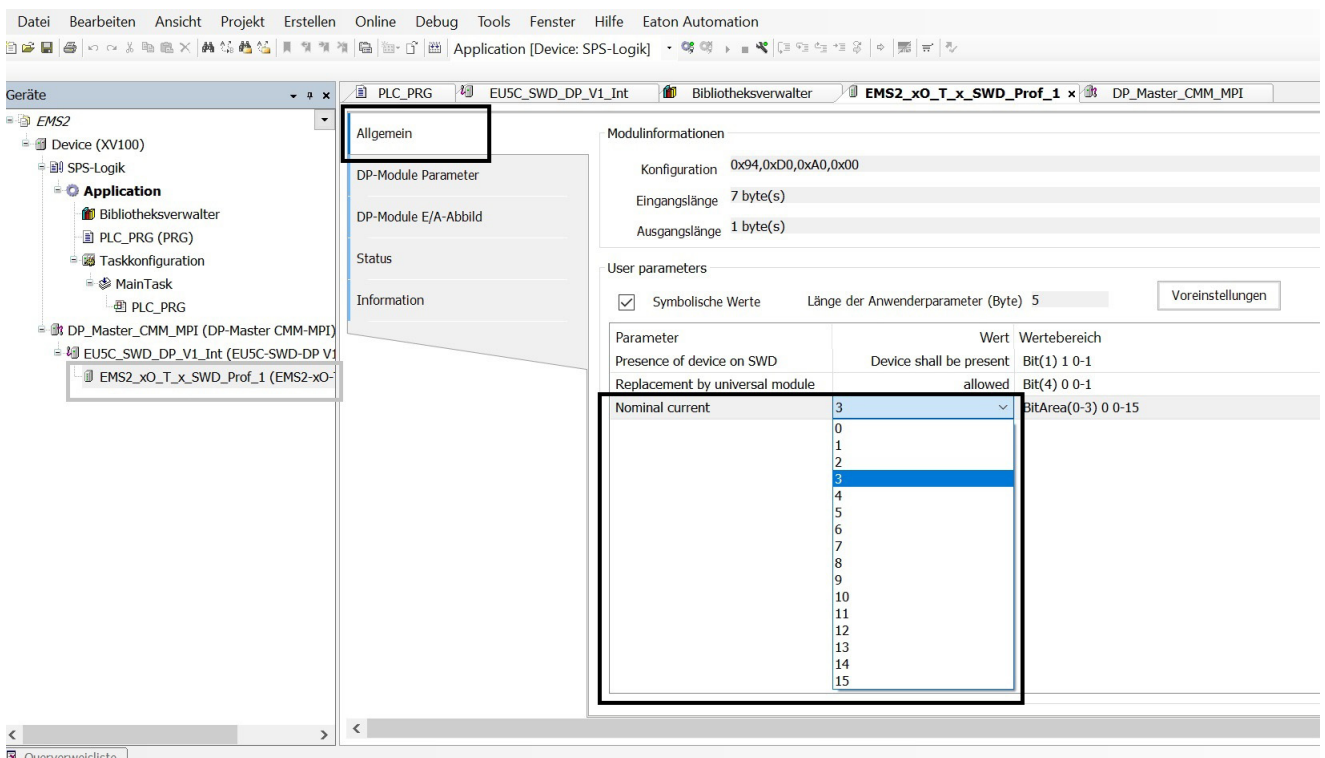 Datei Bearbeiten Ansicht Projekt Erstellen Online Debug Tools Fenster Hilfe Eaton Automation
Application [Device: SPS-Logik]
Geräte
EMS2
Device (XV100)
SPS-Logik
Application
Bibliotheksverwalter
PLC_PRG (PRG)
Taskkonfiguration
MainTask
PLC_PRG
DP_Master_CMM_MPI (DP-Master CMM-MPI)
EU5C_SWD_DP_V1_Int (EU5C-SWD-DP V1
EMS2_xO_T_x_SWD_Prof_1 (EMS2-xO-
PLC_PRG EU5C_SWD_DP_V1_Int Bibliotheksverwalter EMS2_xO_T_x_SWD_Prof_1 x DP_Master_CMM_MPI
Allgemein
DP-Module Parameter
DP-Module E/A-Abbild
Status
Information
Modulinformationen
Konfiguration 0x94,0xD0,0xA0,0x00
Eingangslänge 7 byte(s)
Ausgangslänge 1 byte(s)
User parameters
Symbolische Werte Länge der Anwenderparameter (Byte) 5 Voreinstellungen
Parameter Wert Wertebereich
Presence of device on SWD Device shall be present Bit(1) 1 0-1
Replacement by universal module allowed Bit(4) 0 0-1
Nominal current 3 BitArea(0-3) 0 0-15
0
1
2
3
4
5
6
7
8
9
10
11
12
13
14
15
Querverweisliste